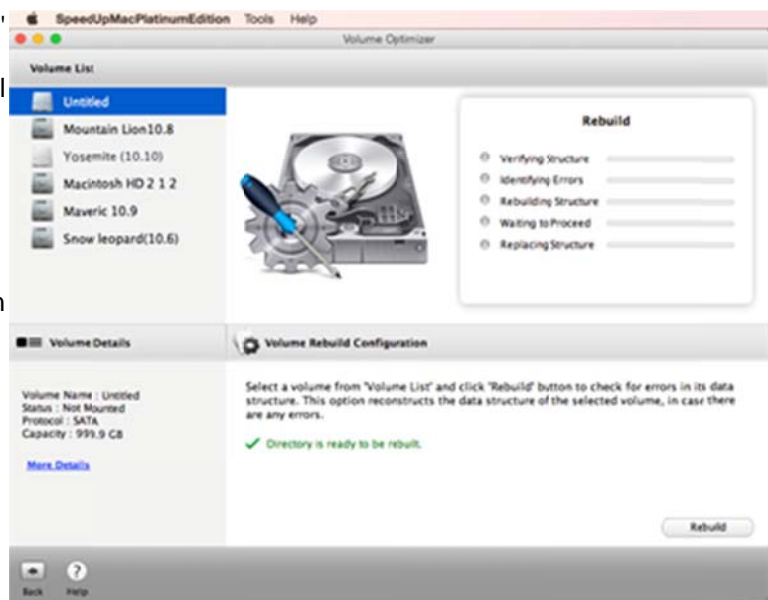 SpeedUpMacPlatinumEdition Tools Help
Volume Optimizer
Volume List
Untitled
Mountain Lion10.8
Yosemite (10.10)
Macintosh HD 2 1 2
Maveric 10.9
Snow leopard(10.6)
Rebuild
Verifying Structure
Identifying Errors
Rebuilding Structure
Waiting to Proceed
Replacing Structure
Volume Details
Volume Name : Untitled
Status : Not Mounted
Protocol : SATA
Capacity : 999.9 GB
More Details
Volume Rebuild Configuration
Select a volume from 'Volume List' and click 'Rebuild' button to check for errors in its data
structure. This option reconstructs the data structure of the selected volume, in case there
are any errors.
Directory is ready to be rebuilt.
Rebuild
Back Help